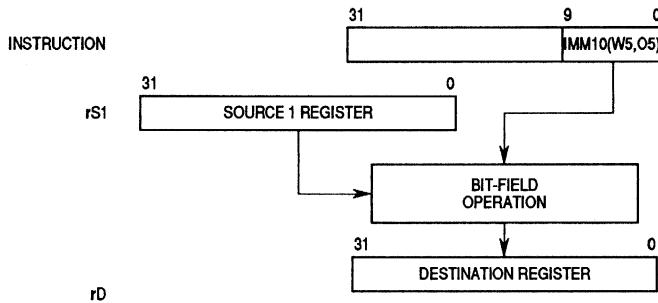 31 9 0
INSTRUCTION IMM10(W5,O5)
31 0
rS1 SOURCE 1 REGISTER
BIT-FIELD
OPERATION
31 0
DESTINATION REGISTER
rD